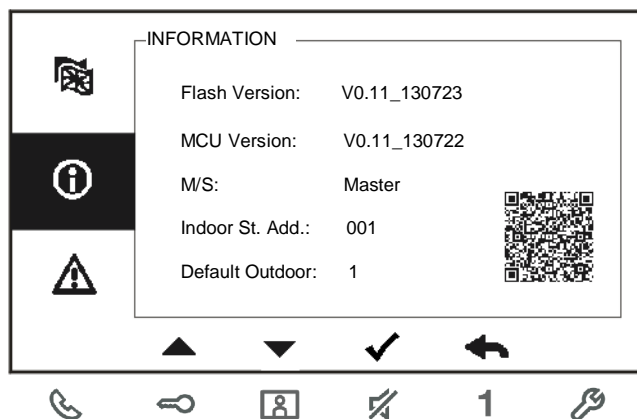 INFORMATION
Flash Version: V0.11_130723
MCU Version: V0.11_130722
M/S: Master
Indoor St. Add.: 001
Default Outdoor: 1
1